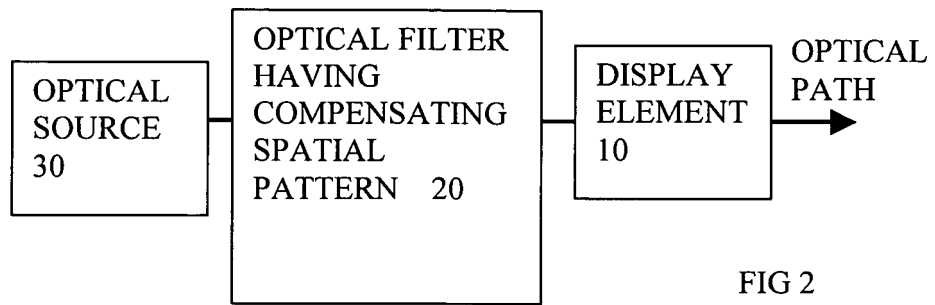 OPTICAL
SOURCE
30
OPTICAL FILTER
HAVING
COMPENSATING
SPATIAL
PATTERN 20
DISPLAY
ELEMENT
10
OPTICAL
PATH
FIG 2